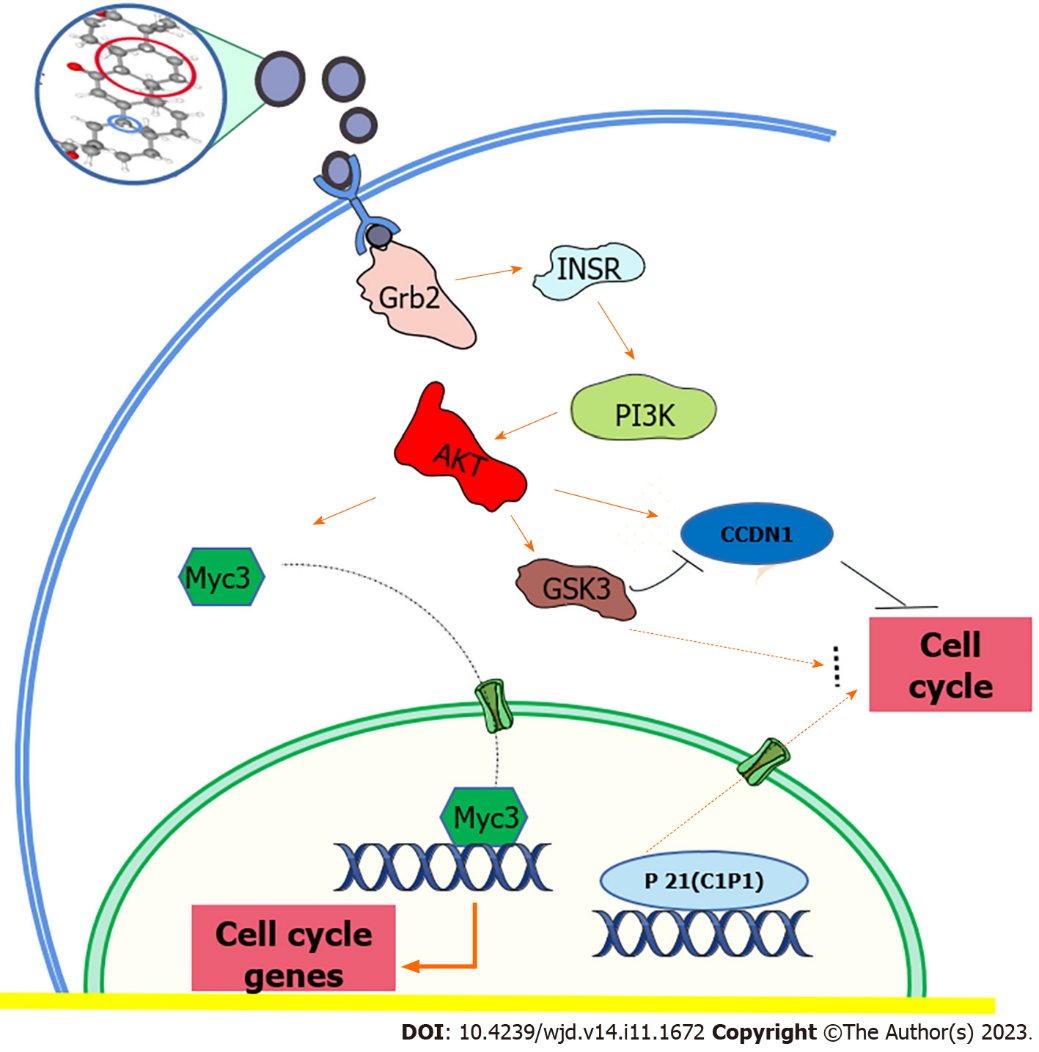 Grb2
INSR
PI3K
AKT
CCDN1
Myc3
GSK3
Cell
cycle
Myc3
P 21(C1P1)
Cell cycle
genes
DOI: 10.4239/wjd.v14.i11.1672 Copyright ©The Author(s) 2023.